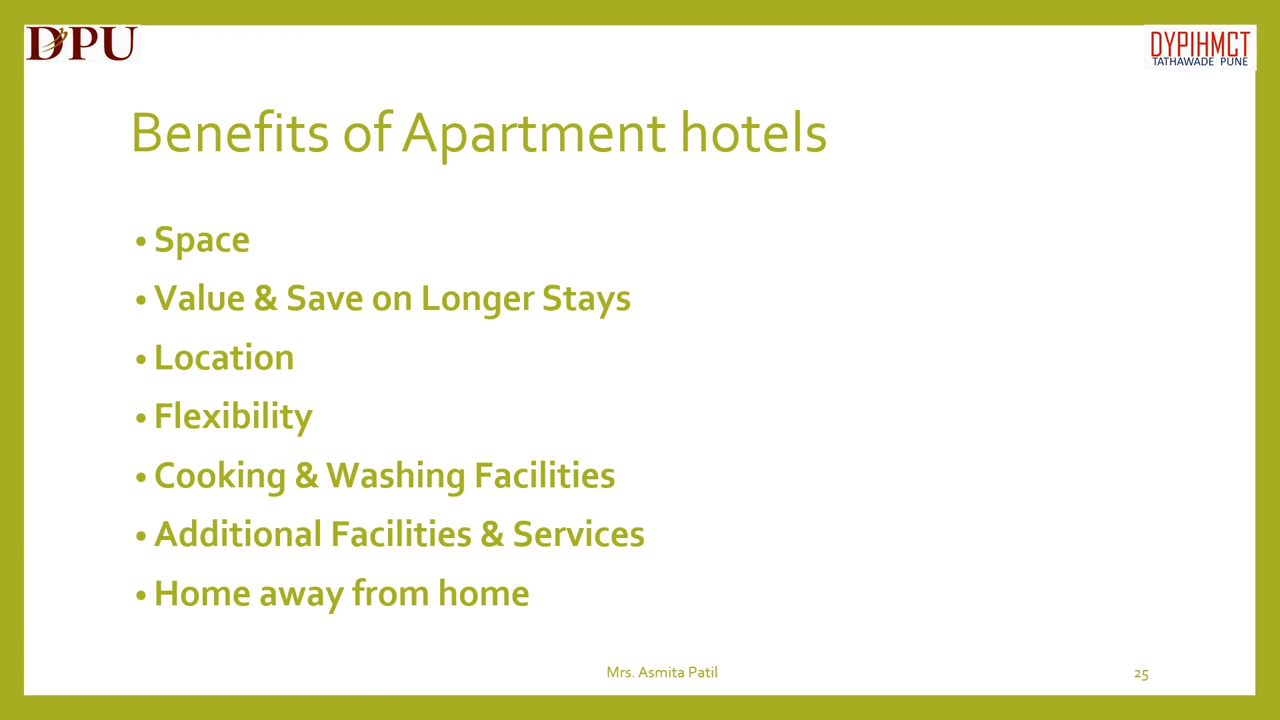 DPU
DYPIHMCT
TATHAWADE PUNE
Benefits of Apartment hotels
• Space
• Value & Save on Longer Stays
• Location
• Flexibility
• Cooking & Washing Facilities
• Additional Facilities & Services
• Home away from home
Mrs. Asmita Patil
25